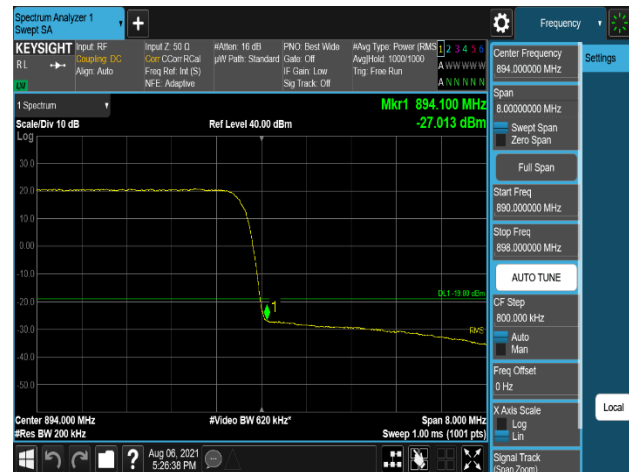 Spectrum Analyzer 1
Swept SA
Frequency
KEYSIGHT
Input: RF
Input Z: 50 Ω
#Atten: 16 dB
PNO: Best Wide
#Avg Type: Power (RMS
1 2 3 4 5 6
RL
Coupling: DC
Corr CCorr RCal
µW Path: Standard
Gate: Off
Avg|Hold: 1000/1000
A W W W W W
Align: Auto
Freq Ref: Int (S)
IF Gain: Low
Trig: Free Run
NFE: Adaptive
Sig Track: Off
A N N N N N
1 Spectrum
Mkr1 894.100 MHz
Scale/Div 10 dB
Ref Level 40.00 dBm
-27.013 dBm
Log
30.0
20.0
10.0
0.00
-10.0
-20.0
-30.0
-40.0
-50.0
DL1 -19.00 dBm
1
RMS
Center 894.000 MHz
#Video BW 620 kHz*
Span 8.000 MHz
#Res BW 200 kHz
Sweep 1.00 ms (1001 pts)
Aug 06, 2021
5:26:38 PM
Center Frequency
894.000000 MHz
Settings
Span
8.00000000 MHz
Swept Span
Zero Span
Full Span
Start Freq
890.000000 MHz
Stop Freq
898.000000 MHz
AUTO TUNE
CF Step
800.000 kHz
Auto
Man
Freq Offset
0 Hz
X Axis Scale
Log
Lin
Local
Signal Track
(Span Zoom)